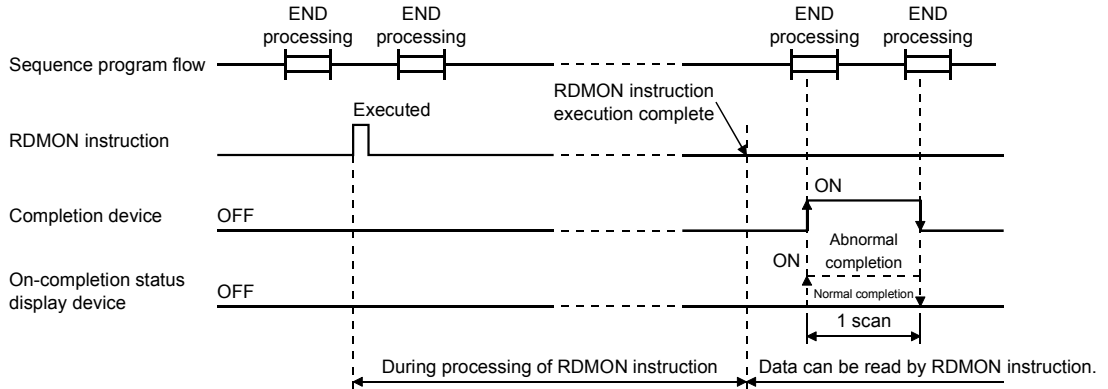 END
processing
END
processing
END
processing
END
processing
Sequence program flow
RDMON instruction
execution complete
Executed
RDMON instruction
ON
Completion device
OFF
Abnormal
completion
ON
On-completion status
display device
OFF
Normal completion
1 scan
During processing of RDMON instruction
Data can be read by RDMON instruction.